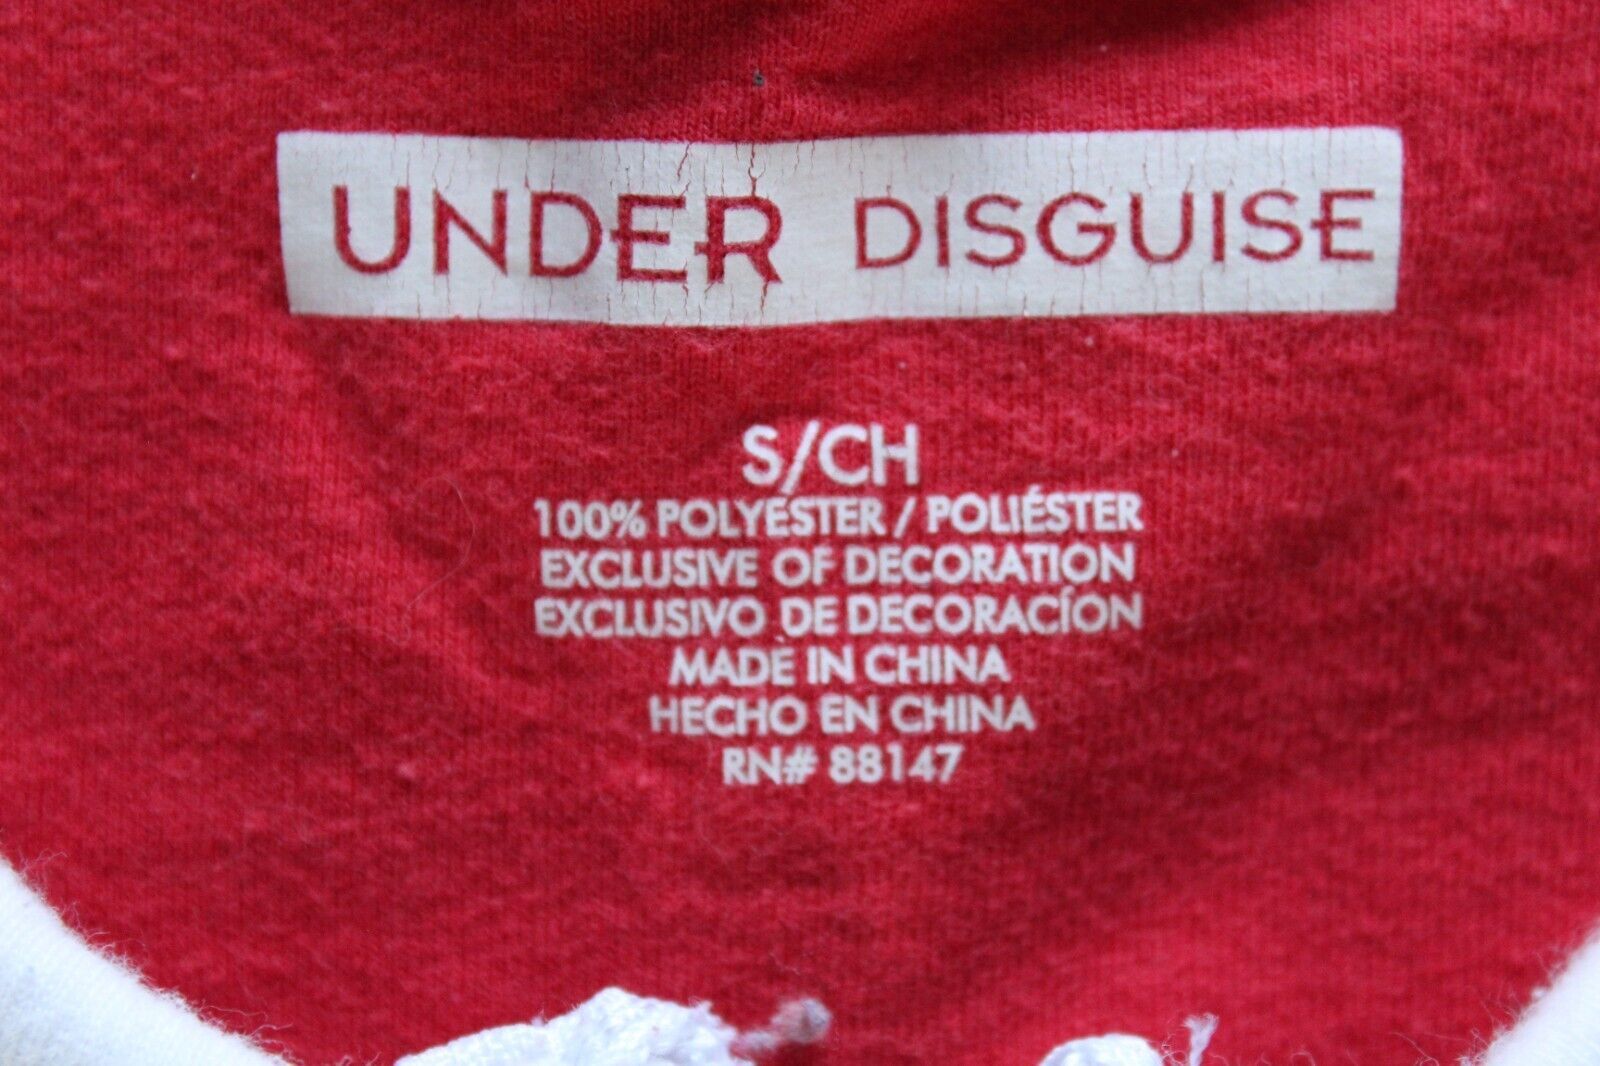 UNDER DISGUISE
S/CH
100% POLYESTER / POLIÉSTER
EXCLUSIVE OF DECORATION
EXCLUSIVO DE DECORACÍON
MADE IN CHINA
HECHO EN CHINA
RN# 88147